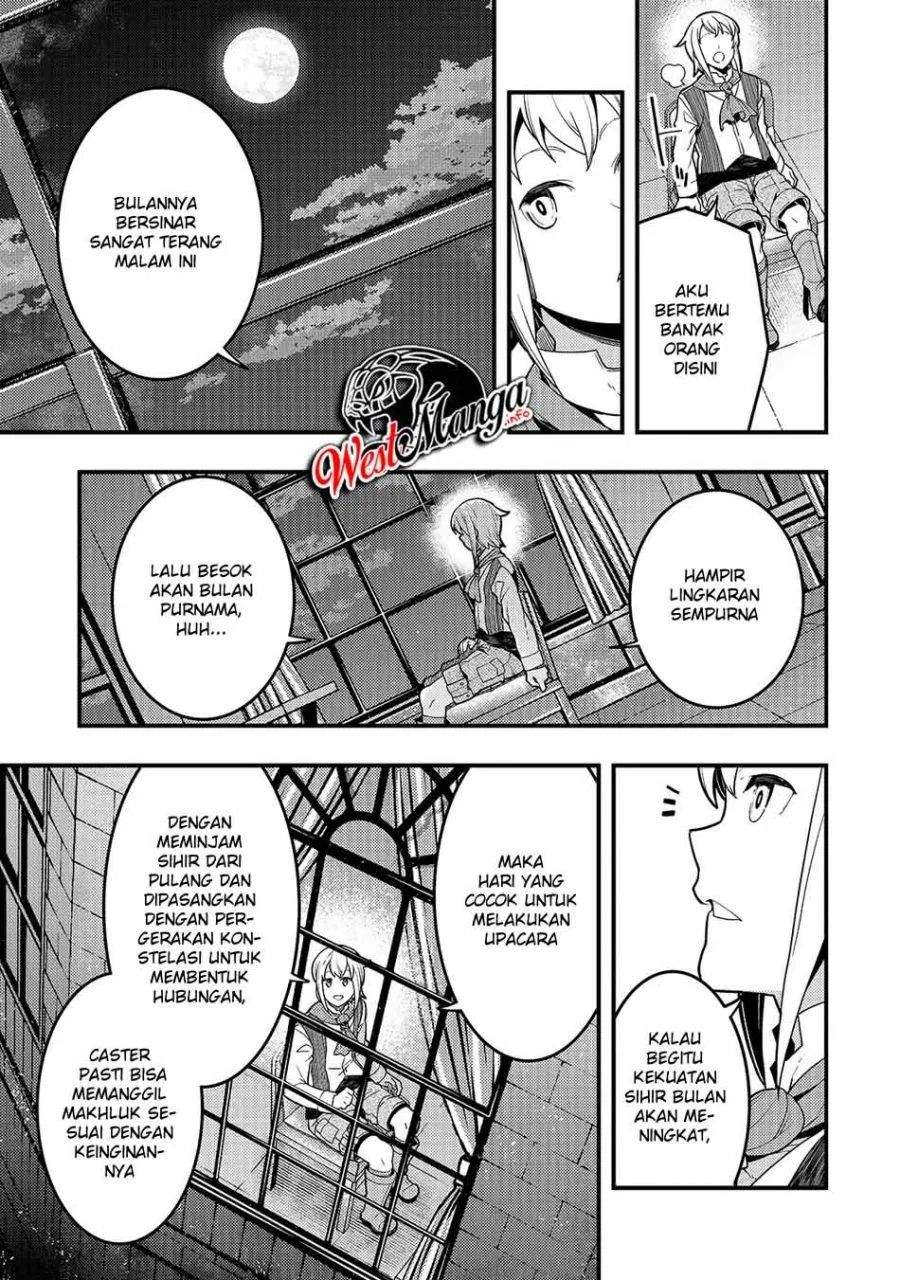 AKU
BERTEMU
BANYAK
ORANG
DISINI
BULANNYA
BERSINAR
SANGAT TERANG
MALAM INI
WestManga
.info
HAMPIR
LINGKARAN
SEMPURNA
LALU BESOK
AKAN BULAN
PURNAMA,
HUH...
KALAU
BEGITU
KEKUATAN
SIHIR BULAN
AKAN ME-
NINGKAT,
MAKA
HARI YANG
COCOK UNTUK
MELAKUKAN
UPACARA
DENGAN
MEMINJAM
SIHIR DARI
PULANG DAN
DIPASANGKAN
DENGAN PER-
GERAKAN KON-
STELASI UNTUK
MEMBENTUK
HUBUNGAN,
CASTER
PASTI BISA
MEMANGGIL
MAKHLUK SE-
SUAI DENGAN
KEINGINAN-
NYA